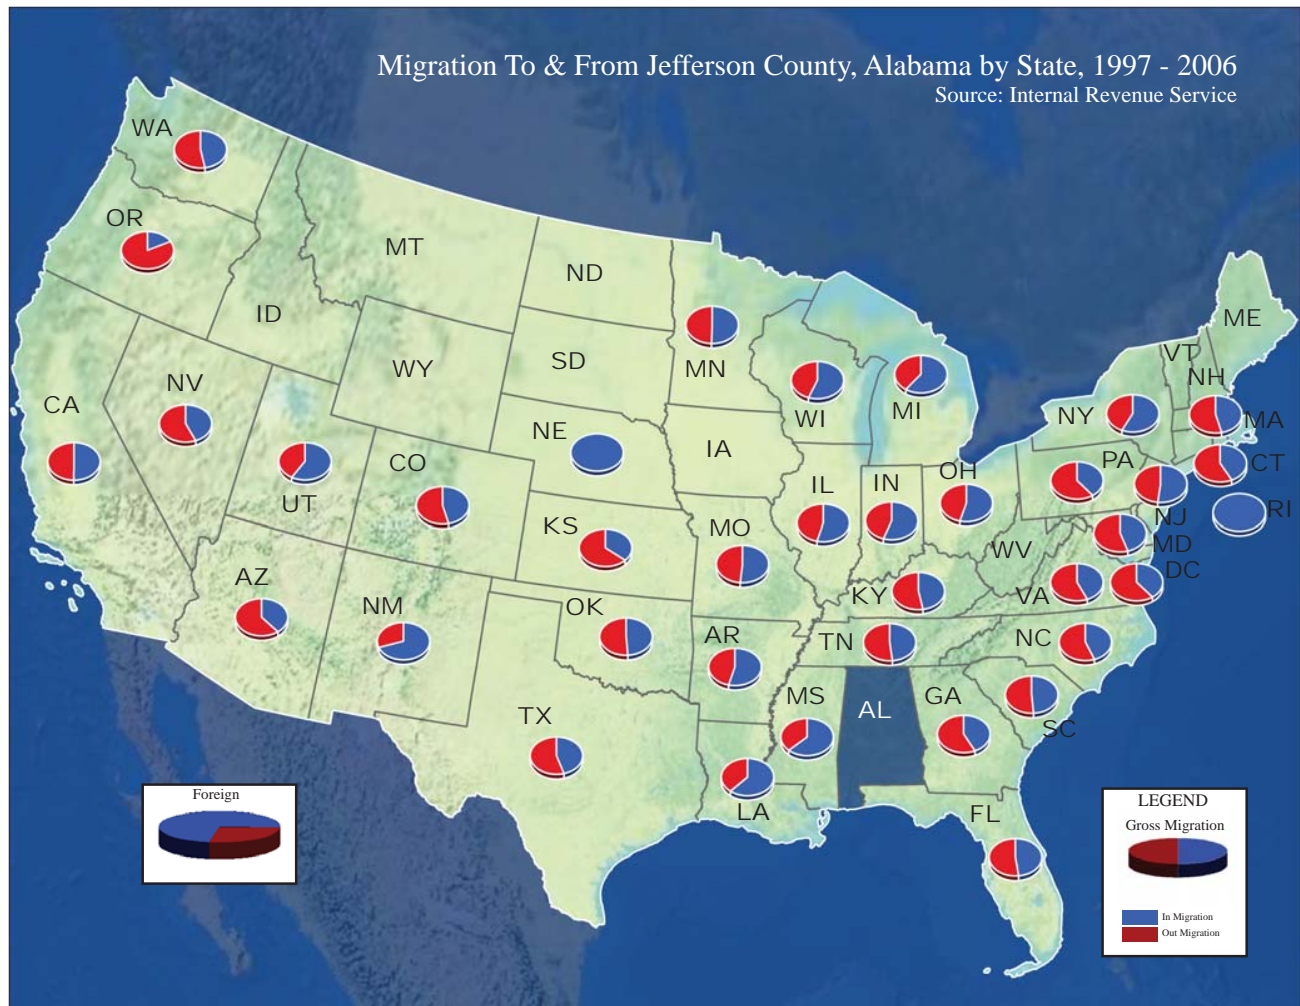 Migration To & From Jefferson County, Alabama by State, 1997 - 2006
Source: Internal Revenue Service
WA
OR
MT
ND
ID
SD
MN
WY
NV
CA
NE
IA
WI
MI
ME
VT
NH
NY
MA
UT
CO
PA
CT
OH
IL
IN
KS
MO
NJ
RI
MD
WV
DC
AZ
NM
OK
KY
VA
AR
TN
NC
TX
MS
AL
GA
SC
LA
FL
Foreign
LEGEND
Gross Migration
In Migration
Out Migration